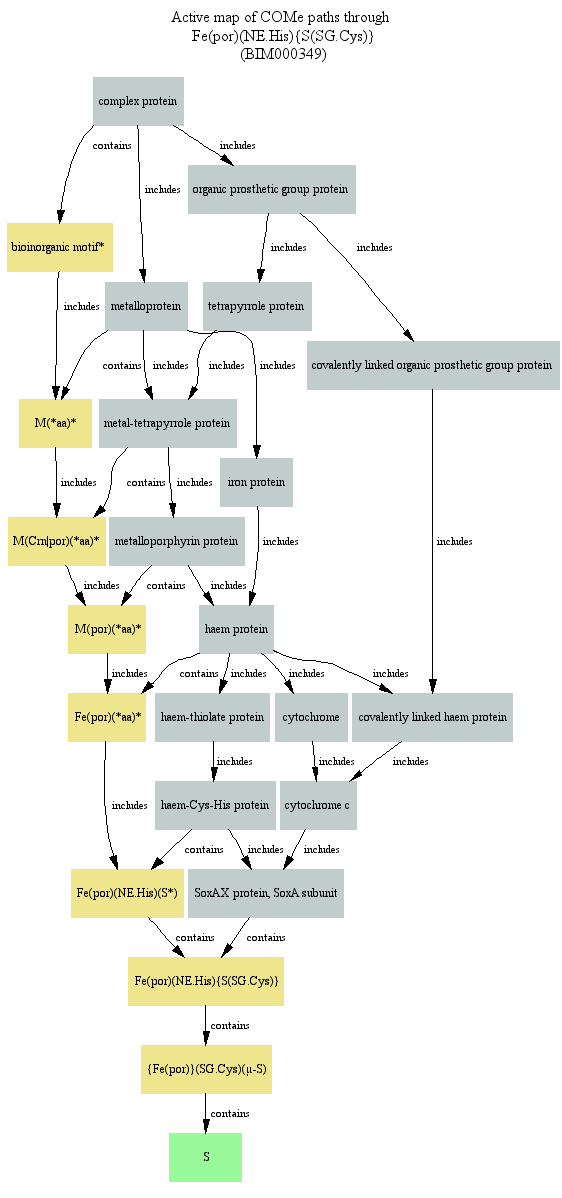 Active map of COMe paths through
Fe(por)(NE.His){S(SG.Cys)}
(BIM000349)
complex protein
contains
includes
includes
organic prosthetic group protein
bioinorganic motif*
includes
includes
includes
metalloprotein
tetrapyrrole protein
covalently linked organic prosthetic group protein
contains
includes
includes
includes
M(*aa)*
metal-tetrapyrrole protein
iron protein
includes
contains
includes
includes
includes
M(Crn|por)(*aa)*
metalloporphyrin protein
includes
contains
includes
M(por)(*aa)*
haem protein
includes
contains
includes
includes
includes
Fe(por)(*aa)*
haem-thiolate protein
cytochrome
covalently linked haem protein
includes
includes
includes
includes
haem-Cys-His protein
cytochrome c
contains
includes
includes
Fe(por)(NE.His)(S*)
SoxAX protein, SoxA subunit
contains
contains
Fe(por)(NE.His){S(SG.Cys)}
contains
{Fe(por)}(SG.Cys)(μ-S)
contains
S